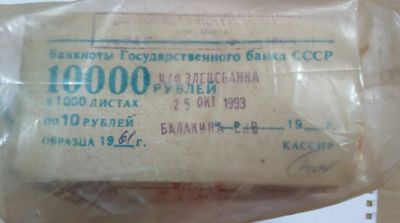 Банкноты Государственного банка СССР
10000 РУБЛЕЙ
Ц/О ЭЛЕКСБАНКА
В 1000 ЛИСТАХ
25 ОКТ 1993
ПО 10 РУБЛЕЙ
БАЛАКИНА Е.В
19 г.
ОБРАЗЦА 1961 г.
КАССИР